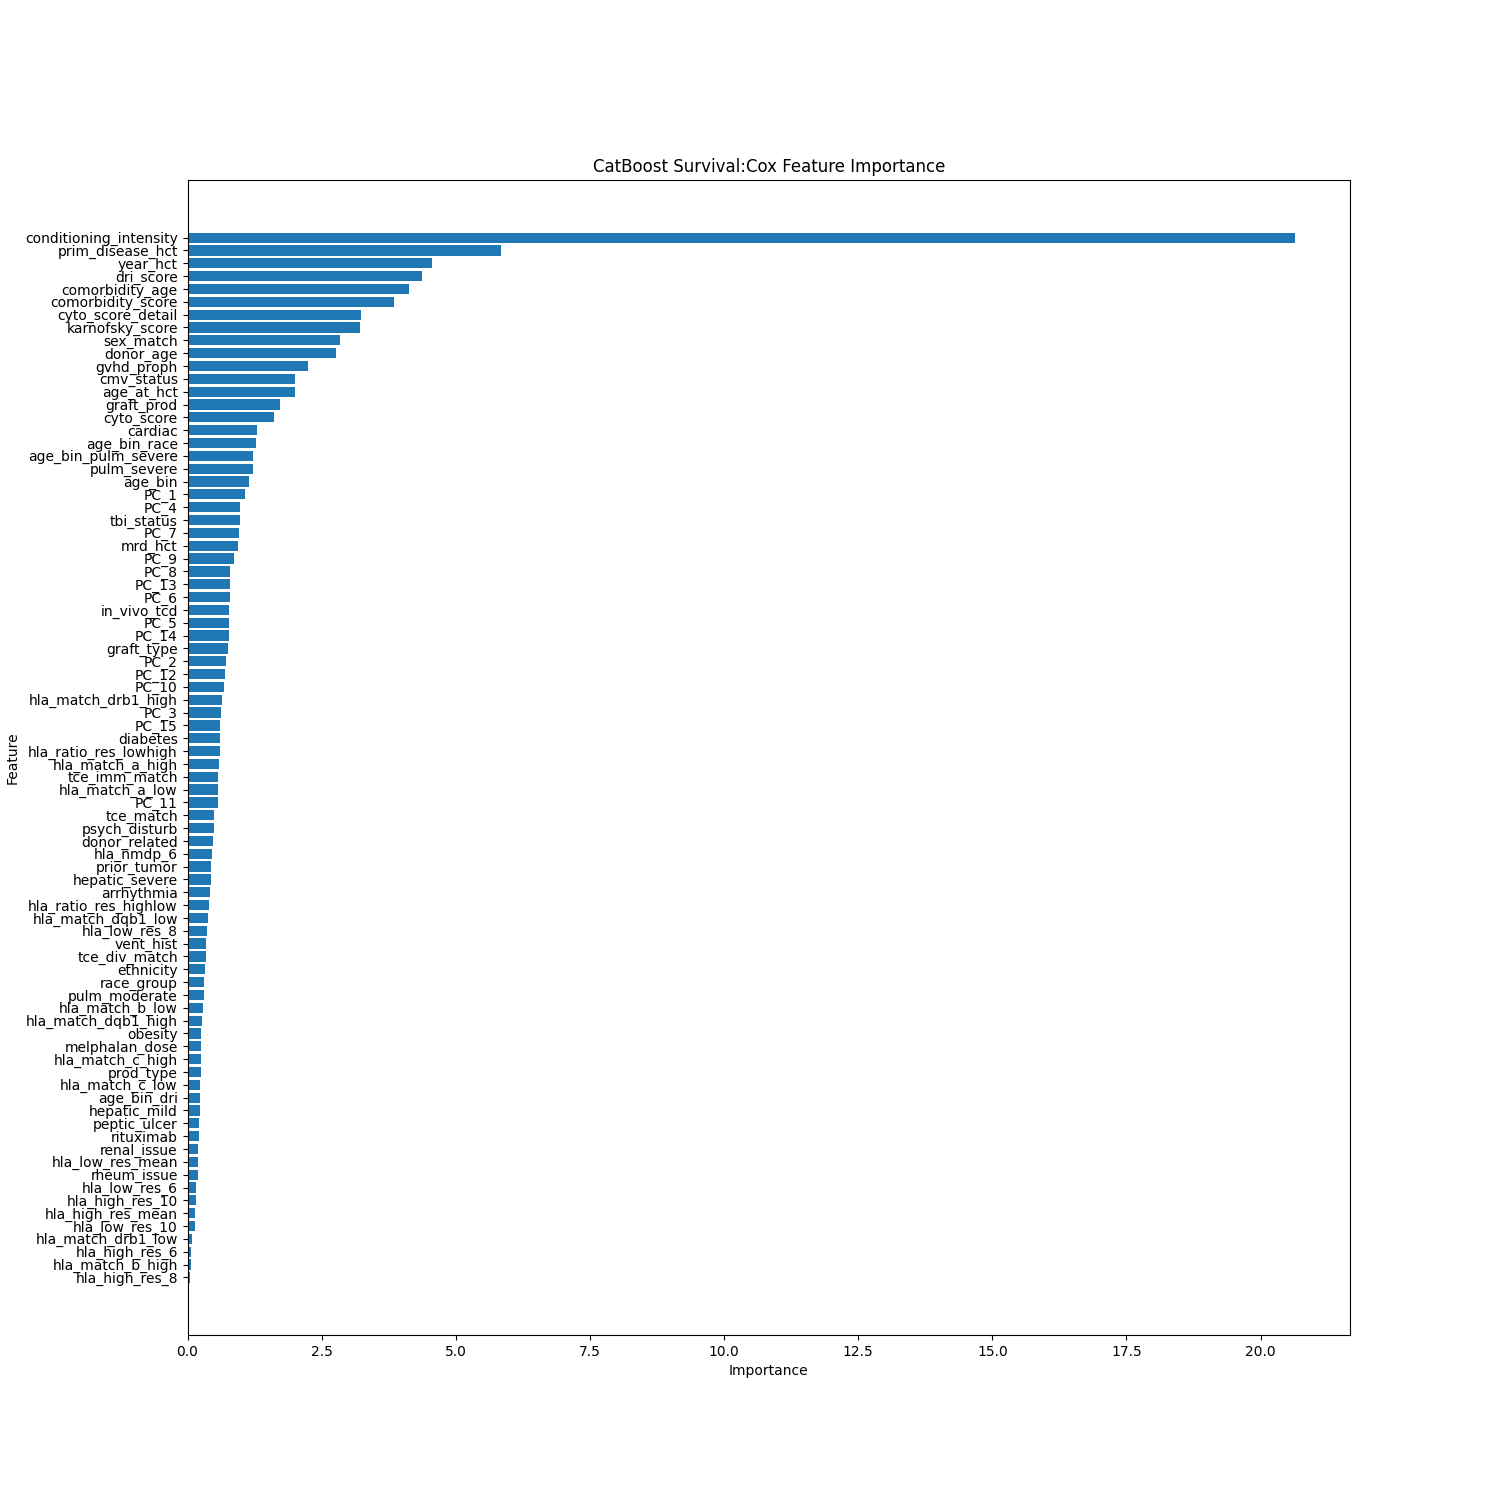 CatBoost Survival:Cox Feature Importance
conditioning_intensity
prim_disease_hct
year_hct
dri_score
comorbidity_age
comorbidity_score
cyto_score_detail
karnofsky_score
sex_match
donor_age
gvhd_proph
cmv_status
age_at_hct
graft_prod
cyto_score
cardiac
age_bin_race
age_bin_pulm_severe
pulm_severe
age_bin
PC_1
PC_4
tbi_status
PC_7
mrd_hct
PC_9
PC_8
PC_13
PC_6
in_vivo_tcd
PC_5
PC_14
graft_type
PC_2
PC_12
PC_10
hla_match_drb1_high
PC_3
PC_15
diabetes
hla_ratio_res_lowhigh
hla_match_a_high
tce_imm_match
hla_match_a_low
PC_11
tce_match
psych_disturb
donor_related
hla_nmdp_6
prior_tumor
hepatic_severe
arrhythmia
hla_ratio_res_highlow
hla_match_dqb1_low
hla_low_res_8
vent_hist
tce_div_match
ethnicity
race_group
pulm_moderate
hla_match_b_low
hla_match_dqb1_high
obesity
melphalan_dose
hla_match_c_high
prod_type
hla_match_c_low
age_bin_dri
hepatic_mild
peptic_ulcer
rituximab
renal_issue
hla_low_res_mean
rheum_issue
hla_low_res_6
hla_high_res_10
hla_high_res_mean
hla_low_res_10
hla_match_drb1_low
hla_high_res_6
hla_match_b_high
hla_high_res_8
Feature
0.0 2.5 5.0 7.5 10.0 12.5 15.0 17.5 20.0
Importance